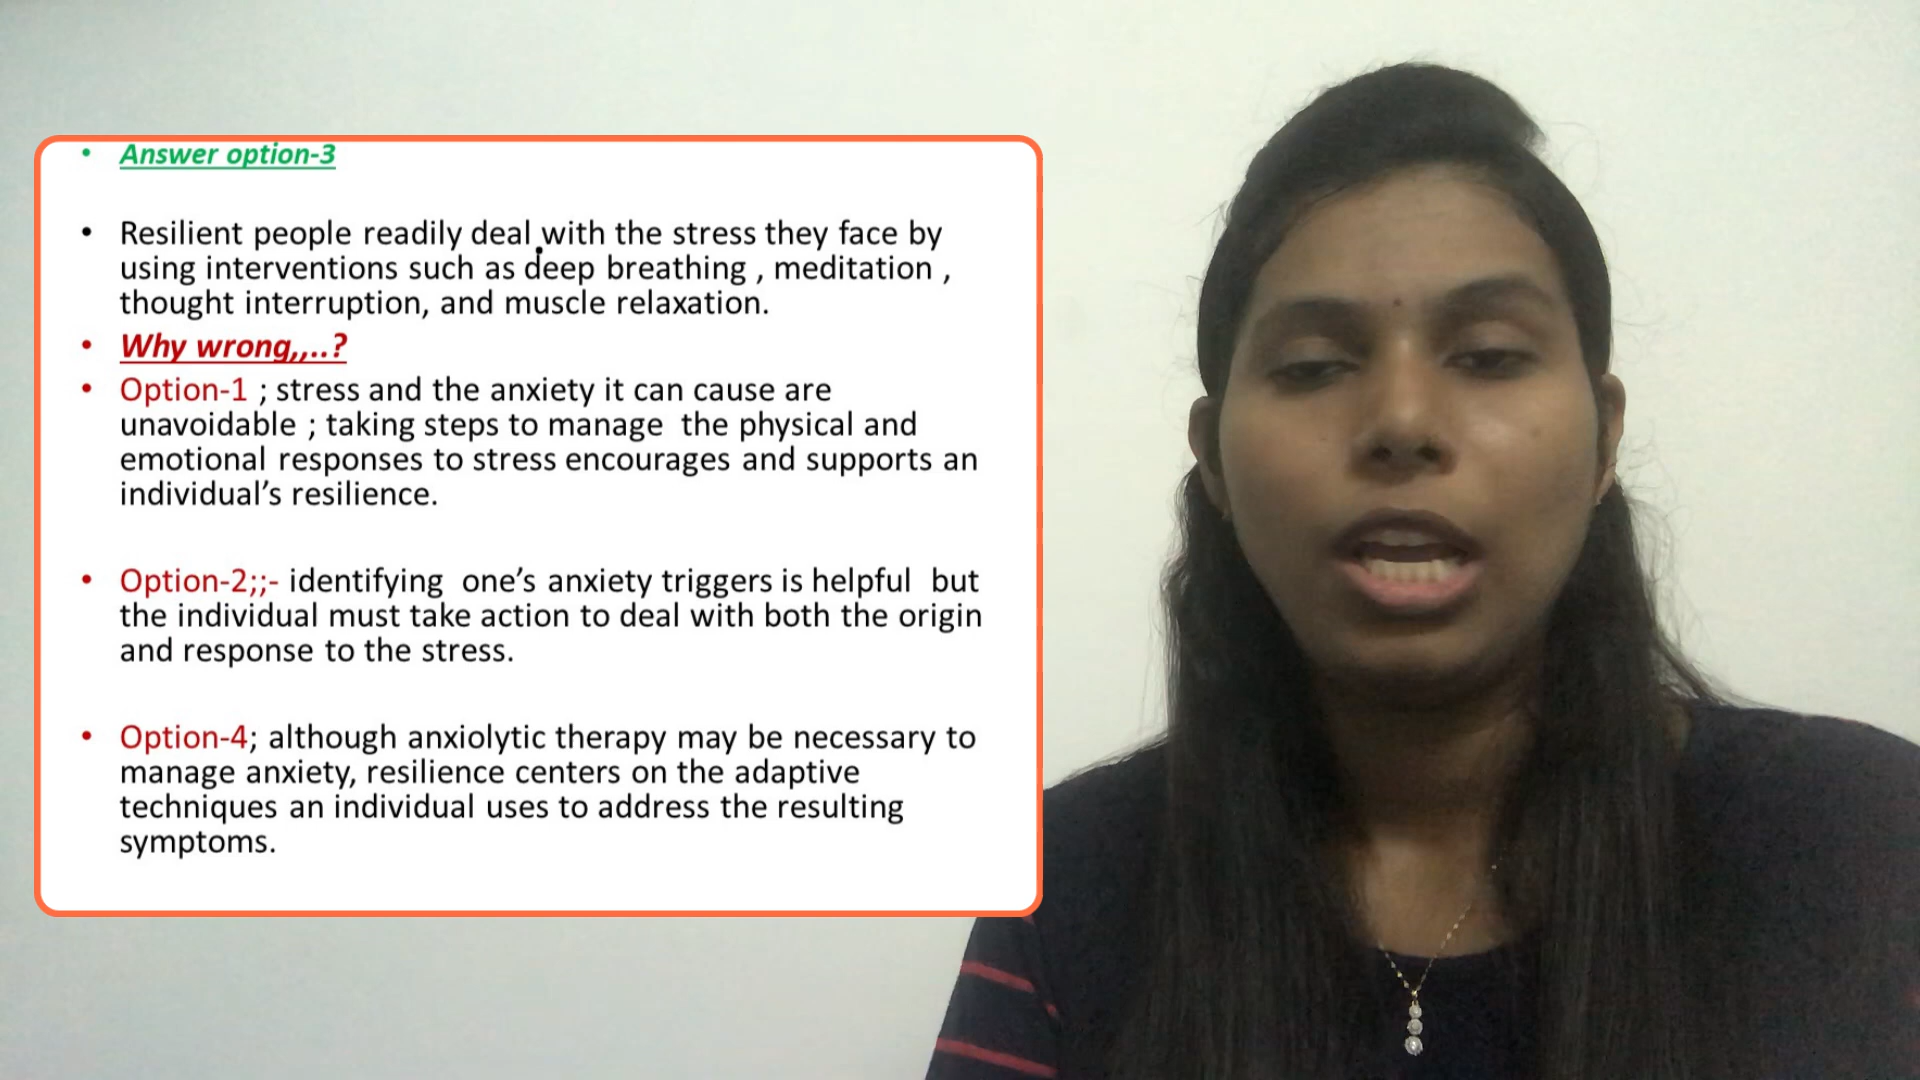 Answer option-3
Resilient people readily deal with the stress they face by
using interventions such as deep breathing , meditation ,
thought interruption, and muscle relaxation.
Why wrong,,..?
Option-1 ; stress and the anxiety it can cause are
unavoidable ; taking steps to manage the physical and
emotional responses to stress encourages and supports an
individual’s resilience.
Option-2;;- identifying one’s anxiety triggers is helpful but
the individual must take action to deal with both the origin
and response to the stress.
Option-4; although anxiolytic therapy may be necessary to
manage anxiety, resilience centers on the adaptive
techniques an individual uses to address the resulting
symptoms.